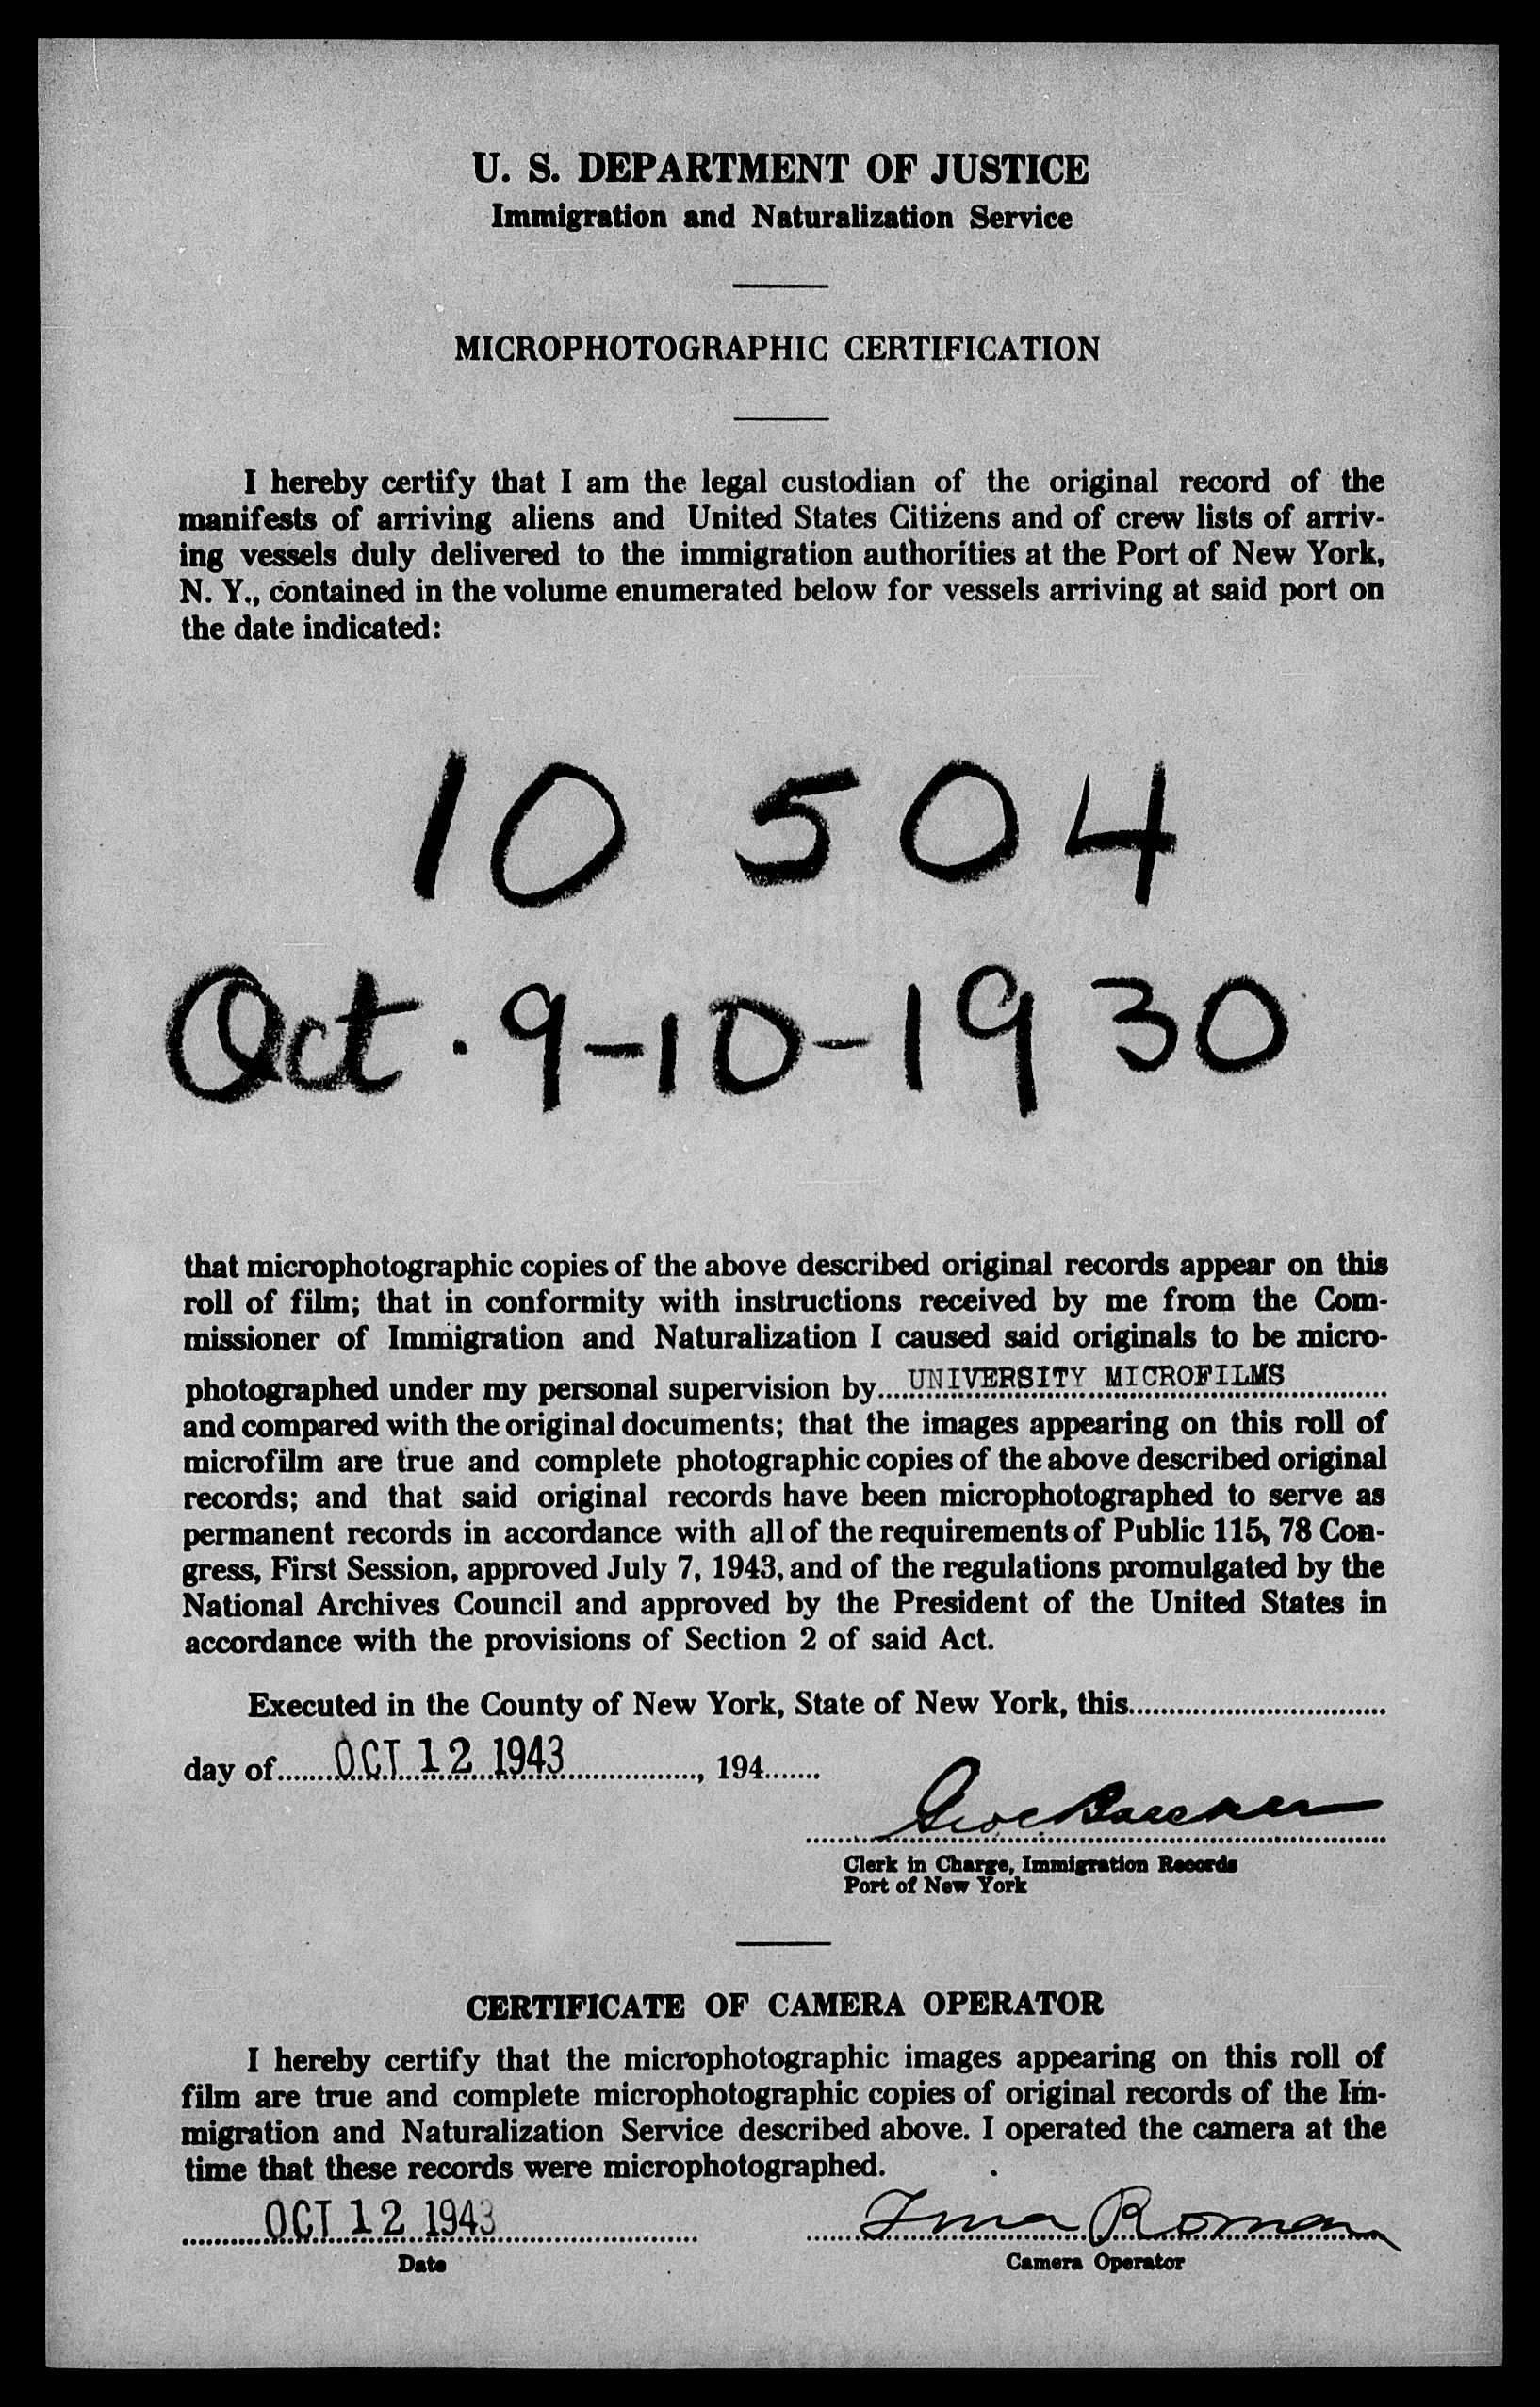 U. S. DEPARTMENT OF JUSTICE
Immigration and Naturalization Service
MICROPHOTOGRAPHIC CERTIFICATION
I hereby certify that I am the legal custodian of the original record of the
manifests of arriving aliens and United States Citizens and of crew lists of arriv-
ing vessels duly delivered to the immigration authorities at the Port of New York,
N. Y., contained in the volume enumerated below for vessels arriving at said port on
the date indicated:
10 504
Oct. 9-10-1930
that microphotographic copies of the above described original records appear on this
roll of film; that in conformity with instructions received by me from the Com-
missioner of Immigration and Naturalization I caused said originals to be micro-
photographed under my personal supervision by....UNIVERSITY MICROFILMS
and compared with the original documents; that the images appearing on this roll of
microfilm are true and complete photographic copies of the above described original
records; and that said original records have been microphotographed to serve as
permanent records in accordance with all of the requirements of Public 115, 78 Con-
gress, First Session, approved July 7, 1943, and of the regulations promulgated by the
National Archives Council and approved by the President of the United States in
accordance with the provisions of Section 2 of said Act.
Executed in the County of New York, State of New York, this
day of OCT 12 1943, 194
Clerk in Charge, Immigration Records
Port of New York
CERTIFICATE OF CAMERA OPERATOR
I hereby certify that the microphotographic images appearing on this roll of
film are true and complete microphotographic copies of original records of the Im-
migration and Naturalization Service described above. I operated the camera at the
time that these records were microphotographed.
OCT 12 1943 Irma Roman
Date Camera Operator